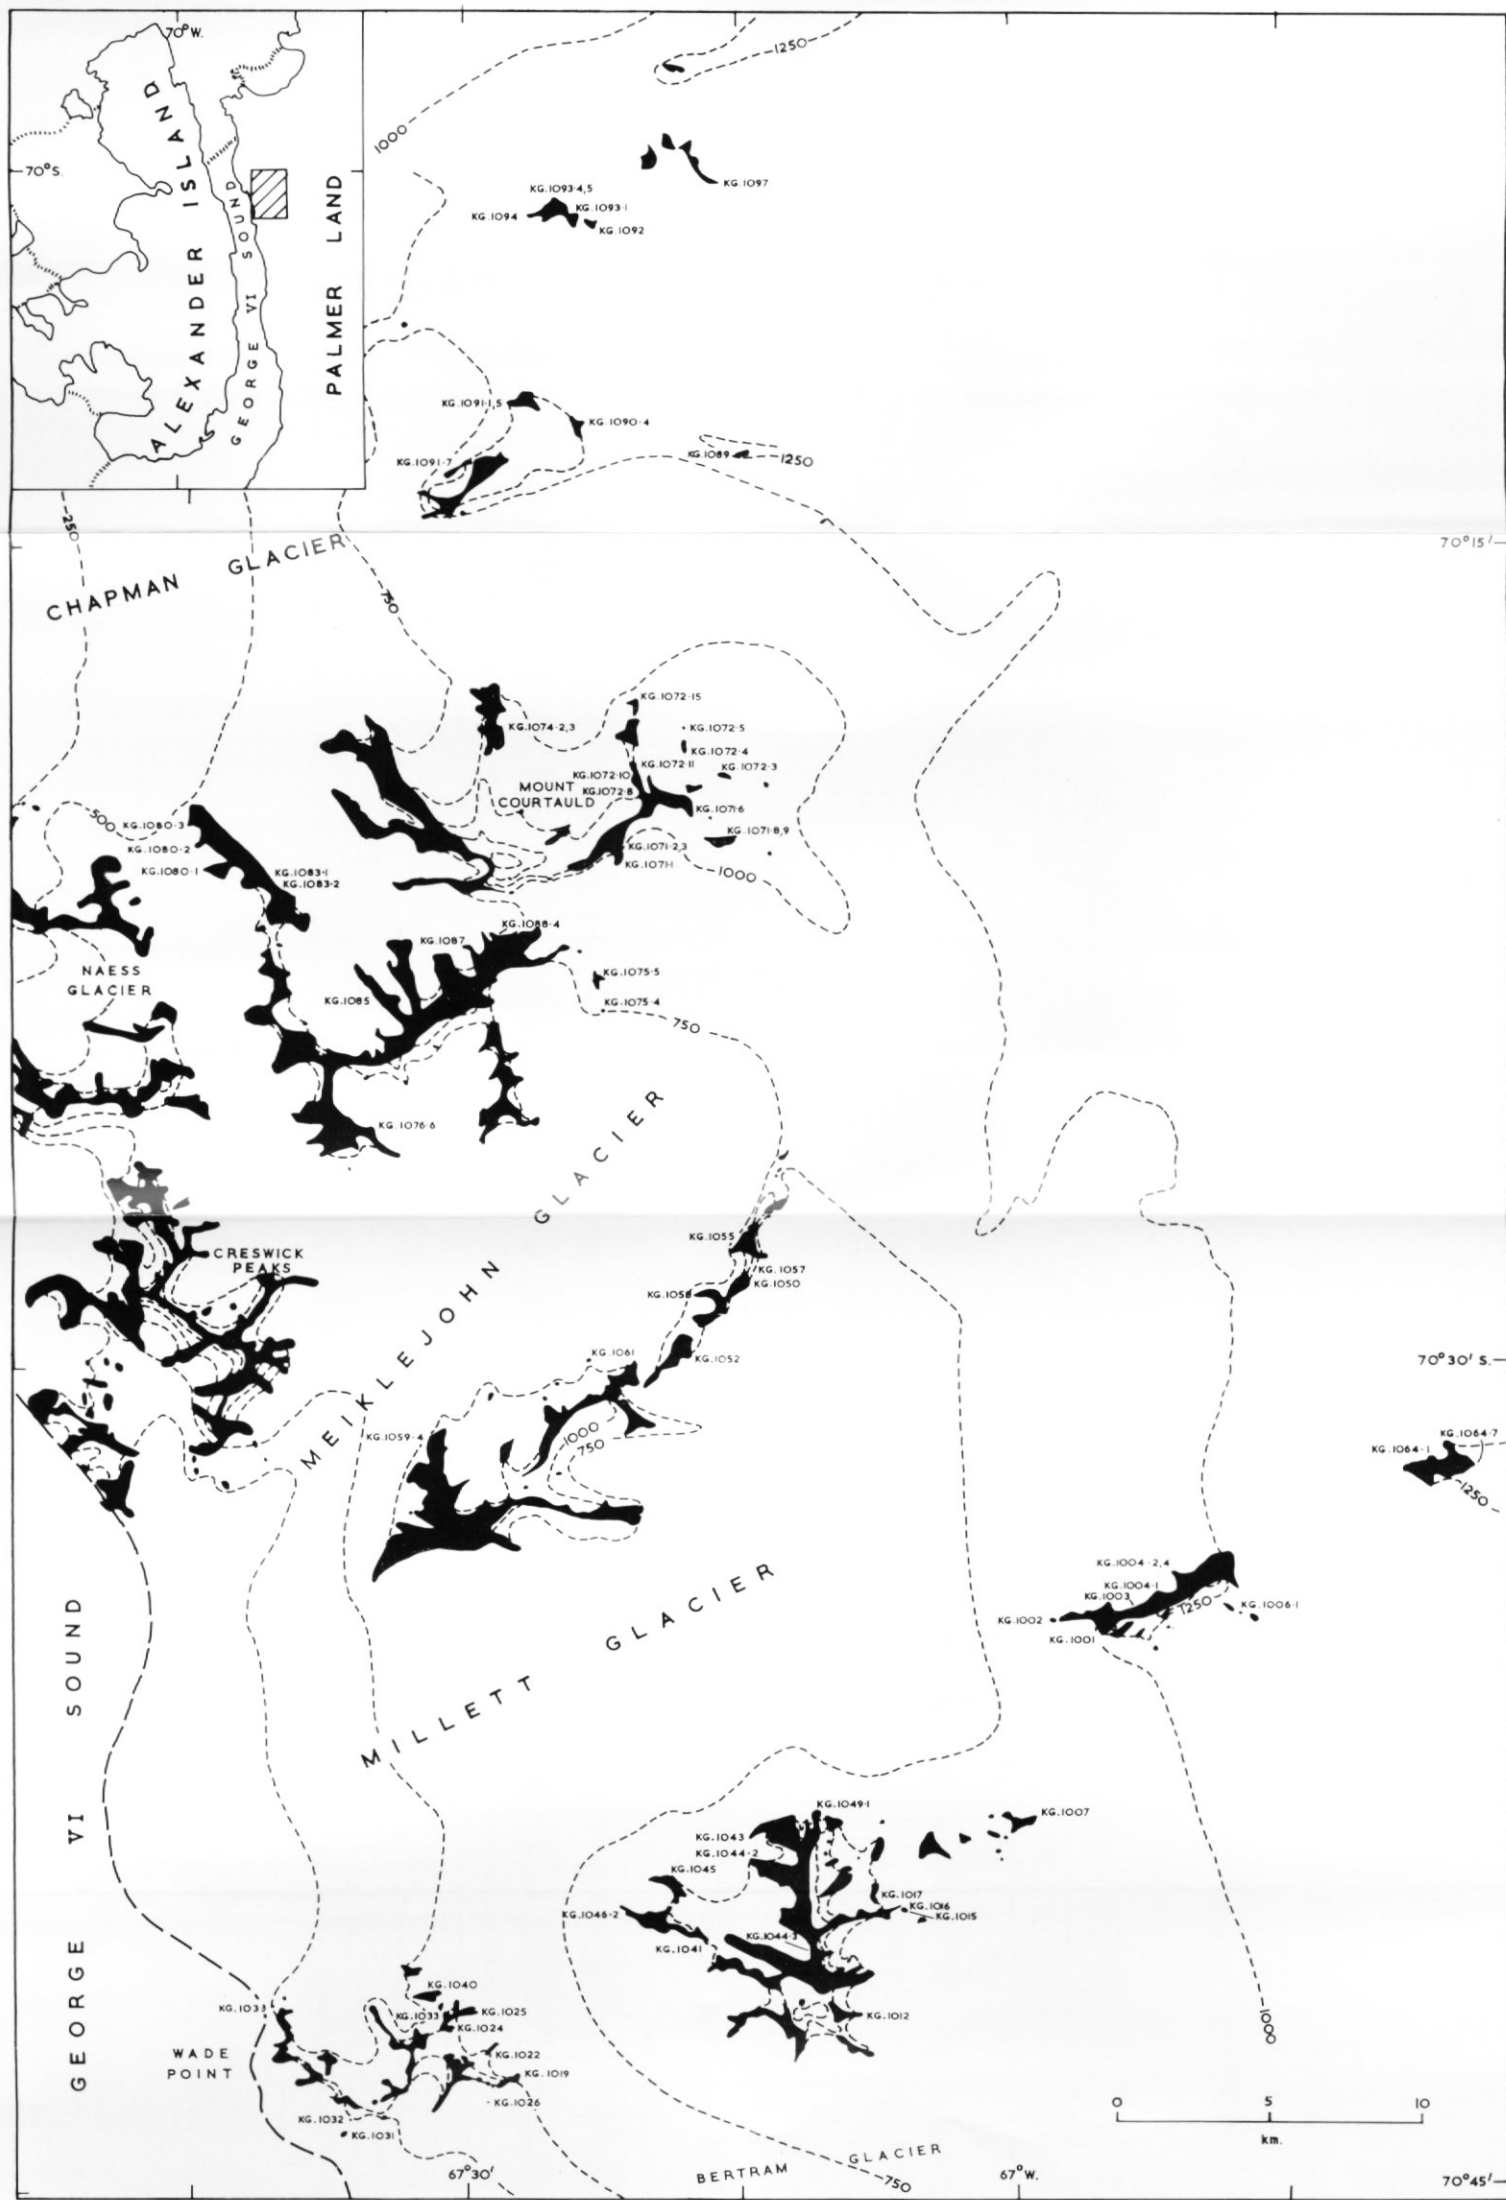 70°W.
70°S.
ALEXANDER ISLAND
GEORGE VI SOUND
PALMER LAND
1250
1000
KG.1097
KG.1093·4,5
KG.1093·1
KG.1094
KG.1092
KG.1091·1,5
KG.1090·4
KG.1089
1250
KG.1091·7
250
70°15'
CHAPMAN GLACIER
750
KG.1072·15
KG.1074·2,3
KG.1072·5
KG.1072·4
KG.1072·11
KG.1072·3
KG.1072·10
KG.1072·8
MOUNT
COURTAULD
KG.1071·6
500
KG.1080·3
KG.1071·8,9
KG.1080·2
KG.1071·2,3
KG.1071·1
KG.1080·1
KG.1083·1
KG.1083·2
1000
KG.1088·4
KG.1087
NAESS
GLACIER
KG.1075·5
KG.1085
KG.1075·4
750
KG.1076·6
MEIKLEJOHN GLACIER
KG.1055
CRESWICK
PEAKS
KG.1057
KG.1050
KG.1058
KG.1061
KG.1052
70°30' S.
KG.1059·4
1000
750
KG.1064·7
KG.1064·1
1250
KG.1004·2,4
KG.1004·1
KG.1003
1250
KG.1006·1
KG.1002
KG.1001
MILLETT GLACIER
GEORGE VI SOUND
KG.1049·1
KG.1007
KG.1043
KG.1044·2
KG.1045
KG.1017
KG.1016
KG.1015
KG.1046·2
KG.1044·3
KG.1041
KG.1040
KG.1033
KG.1025
KG.1024
KG.1012
1000
WADE
POINT
KG.1022
KG.1019
KG.1026
KG.1032
KG.1031
0 5 10
km.
BERTRAM GLACIER
750
67°30'
67°W.
70°45'